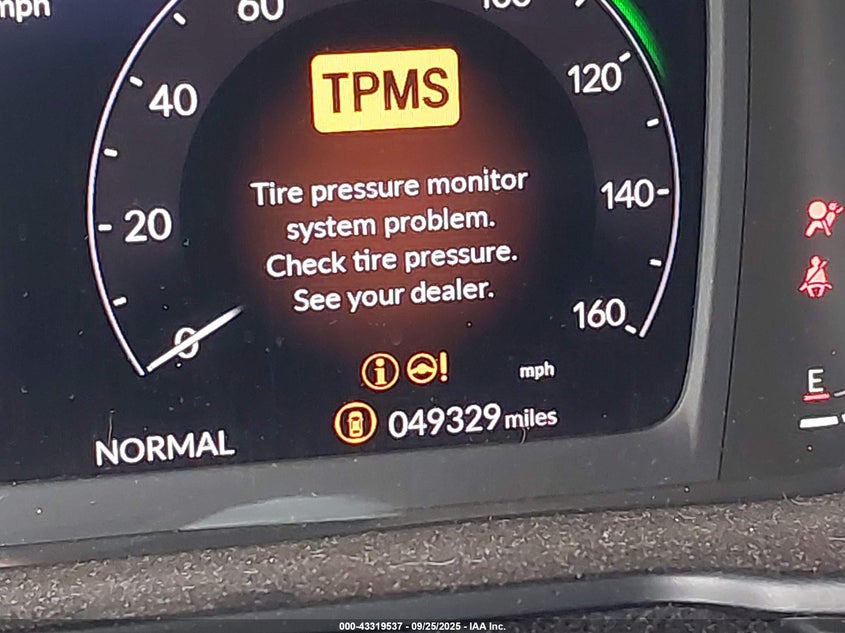 mph
60
100
40
120
20
140
0
160
TPMS
Tire pressure monitor
system problem.
Check tire pressure.
See your dealer.
mph
049329 miles
NORMAL
E
000-43319537 - 09/25/2025 - IAA Inc.